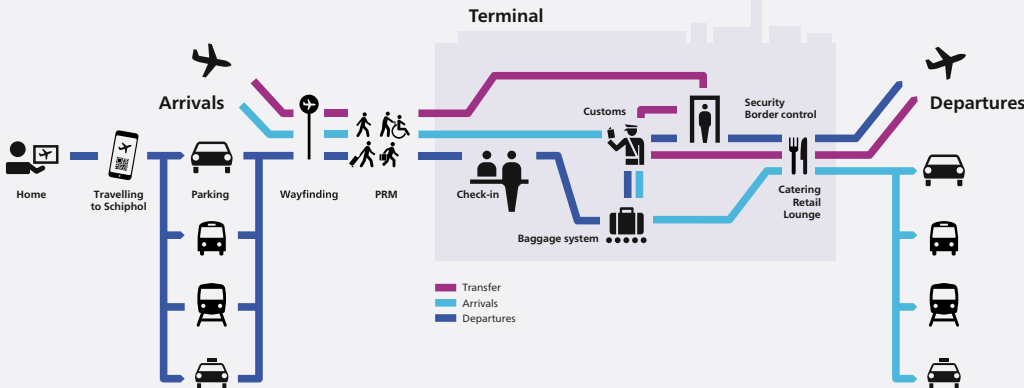 Terminal
Arrivals
Departures
Customs
Security
Border control
Home
Travelling
to Schiphol
Parking
Wayfinding
PRM
Check-in
Catering
Retail
Lounge
Baggage system
Transfer
Arrivals
Departures